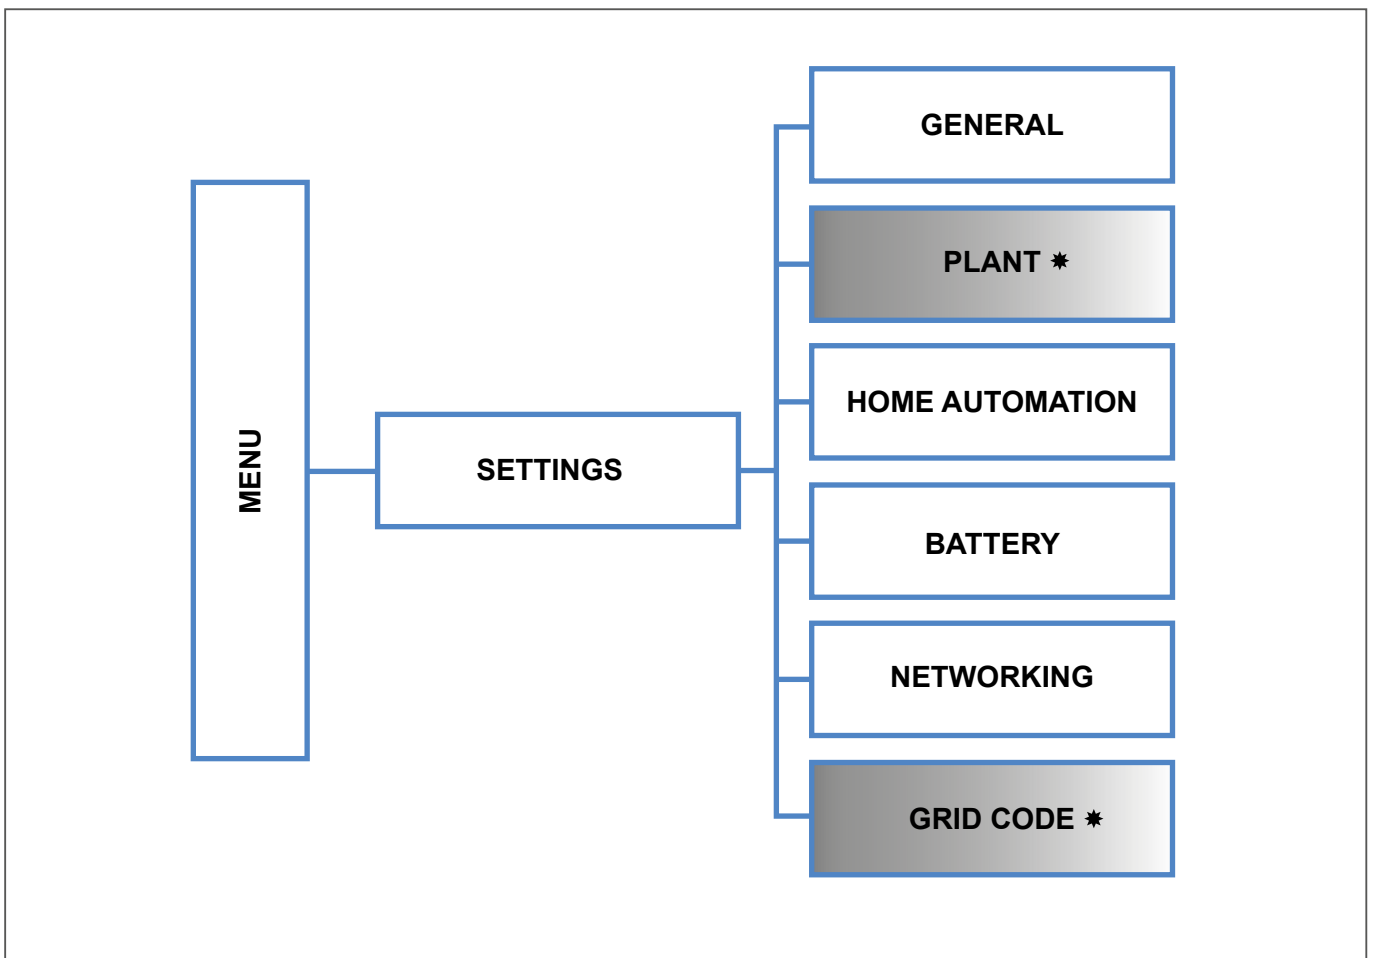 MENU
SETTINGS
GENERAL
PLANT ✷
HOME AUTOMATION
BATTERY
NETWORKING
GRID CODE ✷